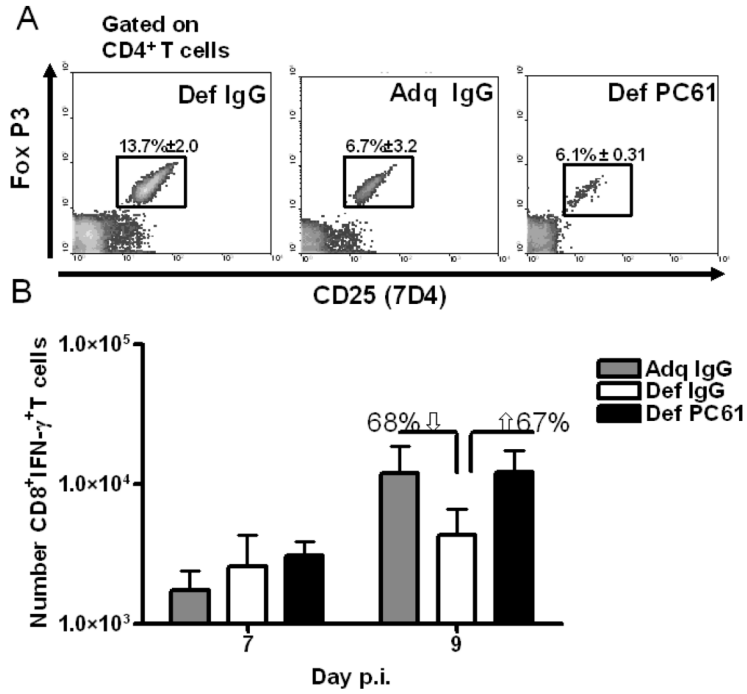 A
Gated on
CD4+ T cells
Def IgG
Adq IgG
Def PC61
13.7%±2.0
6.7%±3.2
6.1%± 0.31
Fox P3
CD25 (7D4)
B
Number CD8+IFN-γ+T cells
1.0×10^5
1.0×10^4
1.0×10^3
68%⇩
⇧67%
Adq IgG
Def IgG
Def PC61
7
9
Day p.i.